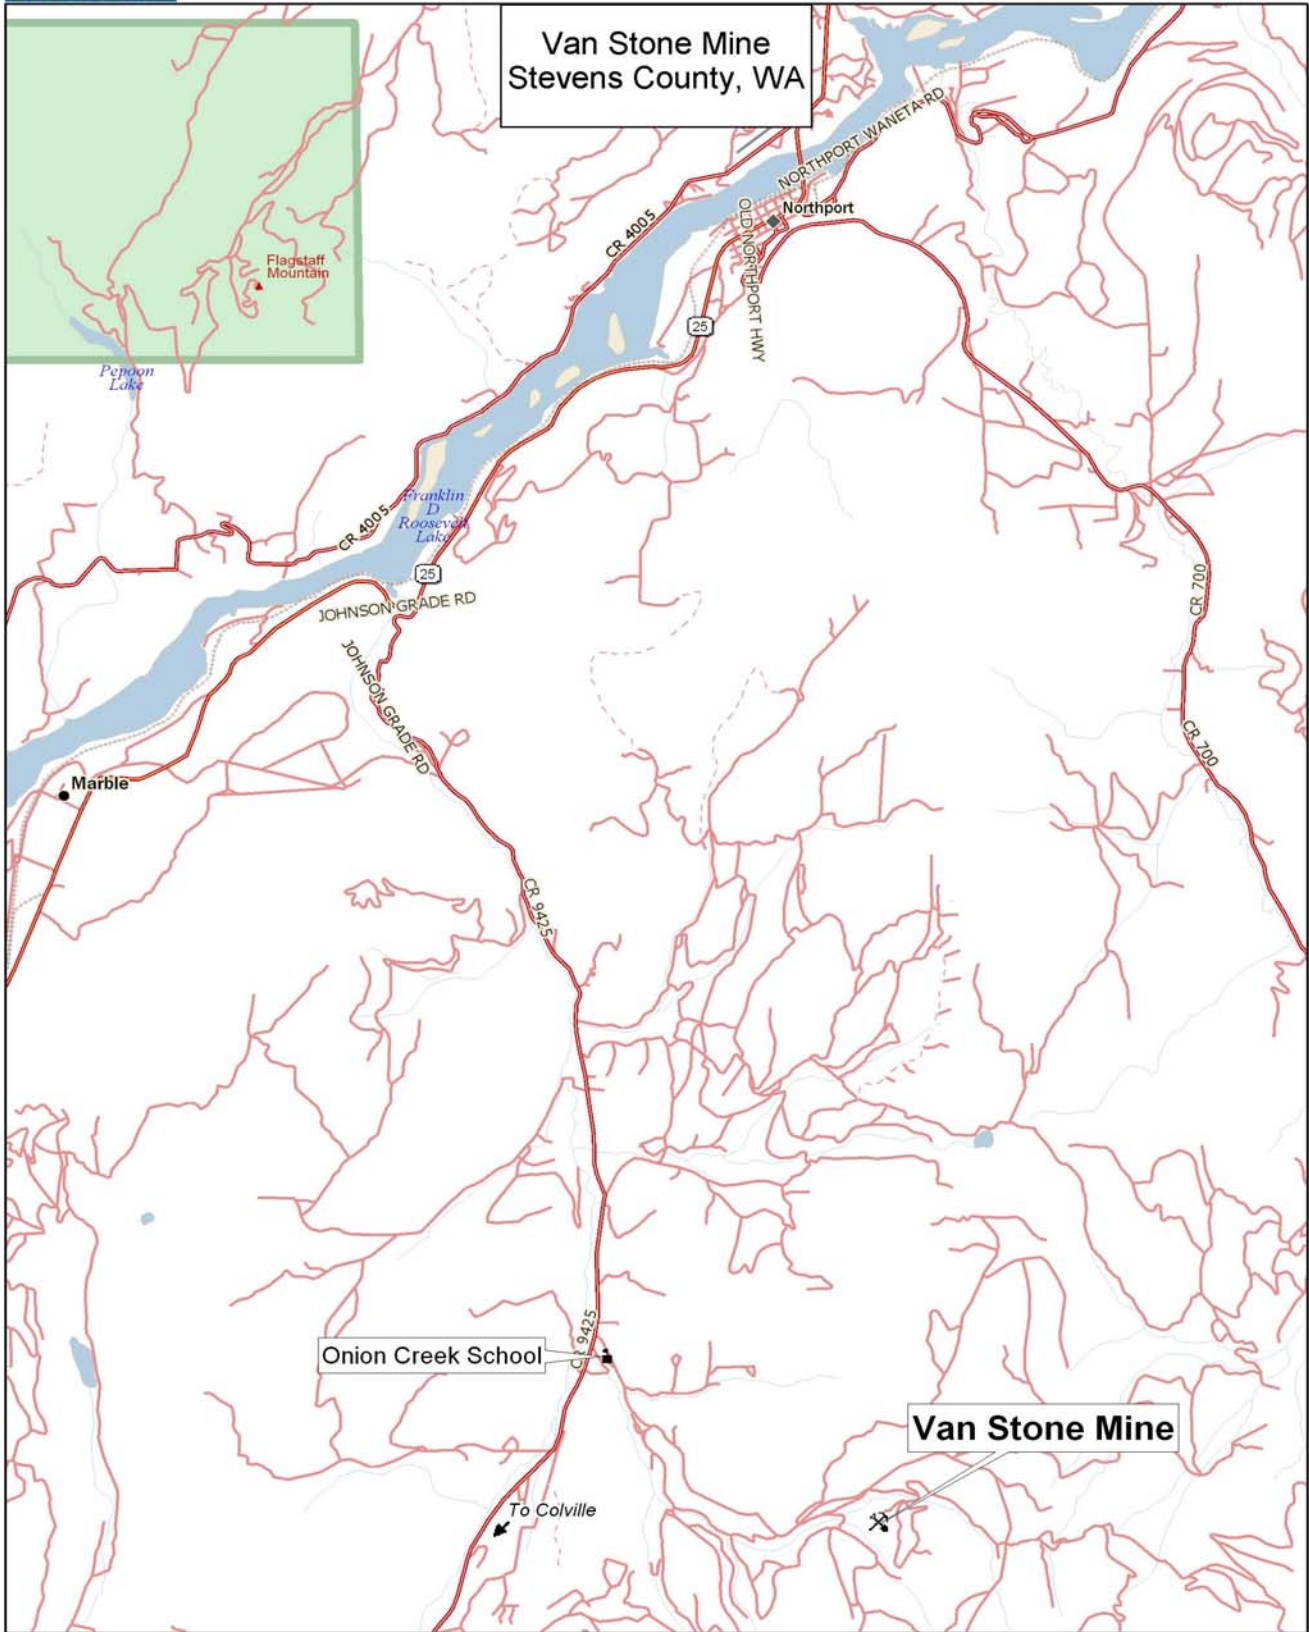 Van Stone Mine
Stevens County, WA
NORTHPORT WANETA RD
Northport
OLD NORTHPORT HWY
CR 4005
Flagstaff
Mountain
25
Pepoon
Lake
Franklin
D
Roosevelt
Lake
CR 4005
25
JOHNSON GRADE RD
CR 700
JOHNSON GRADE RD
CR 700
Marble
CR 9425
CR 9425
Onion Creek School
Van Stone Mine
To Colville